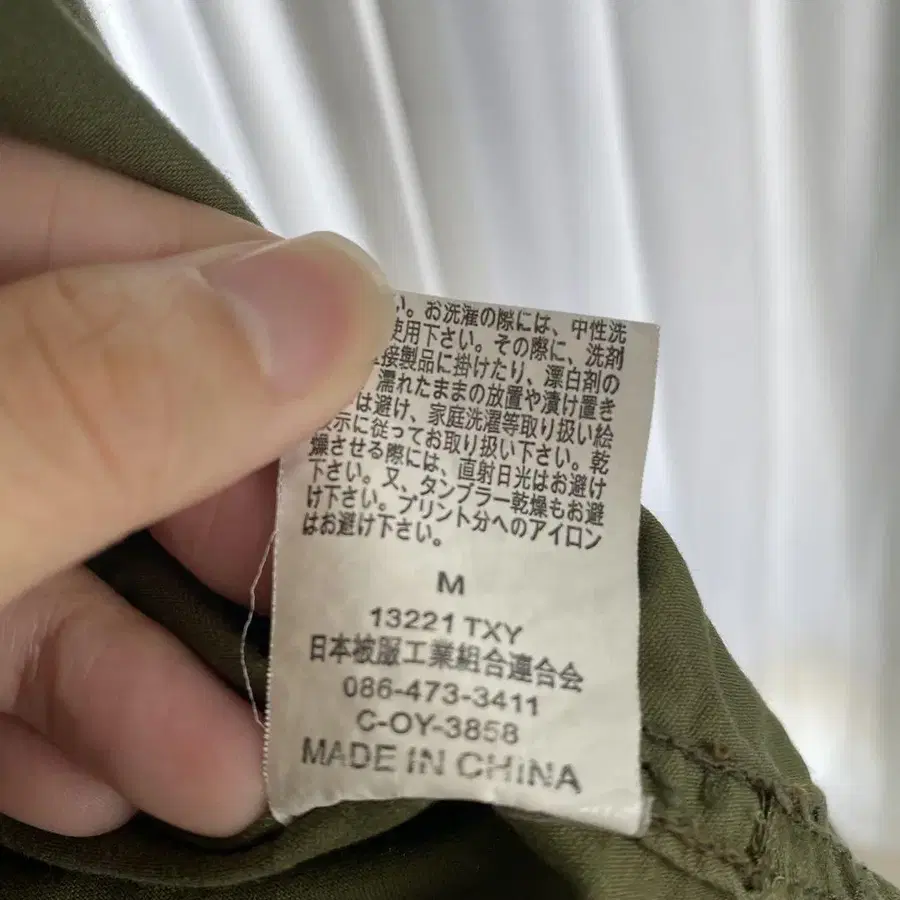 い。お洗濯の際には、中性洗
使用下さい。その際に、洗剤
接製品に掛けたり、漂白剤の
濡れたままの放置や漬け置き
は避け、家庭洗濯等取り扱い絵
表示に従ってお取り扱い下さい。乾
燥させる際には、直射日光はお避け
下さい。又、タンブラー乾燥もお避
け下さい。プリント分へのアイロン
はお避け下さい。
M
13221 TXY
日本被服工業組合連合会
086-473-3411
C-OY-3858
MADE IN CHINA